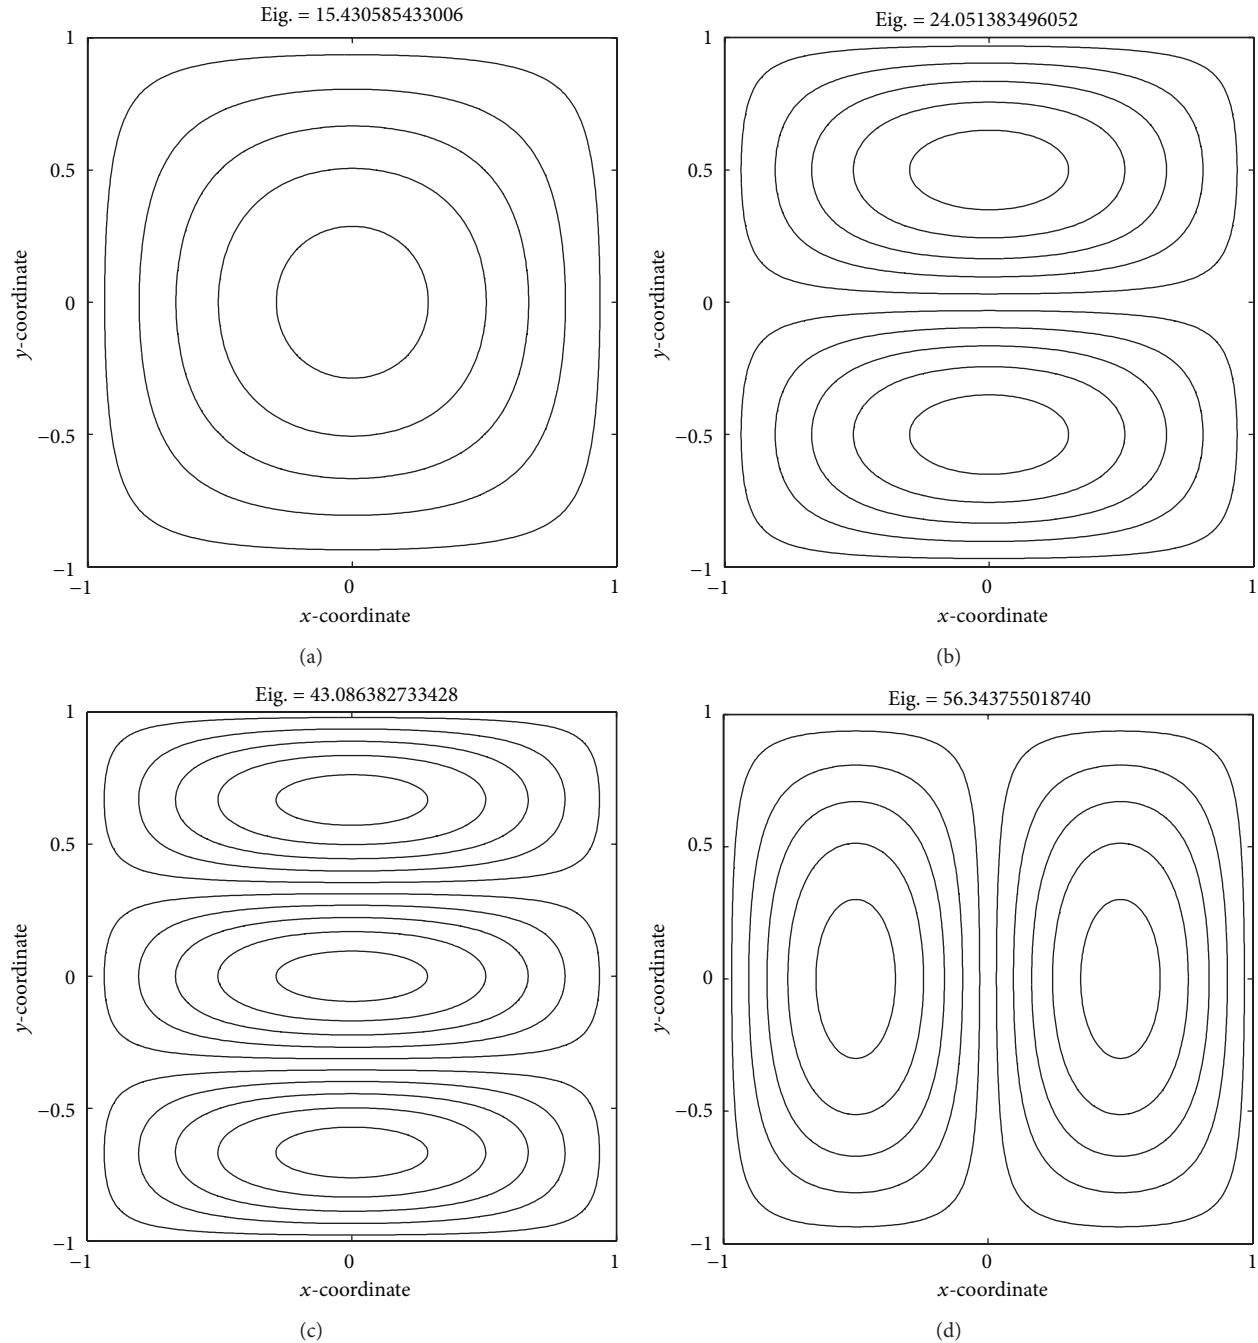 Eig. = 15.430585433006
1
0.5
0
−0.5
−1
−1
0
1
y-coordinate
x-coordinate
(a)
Eig. = 24.051383496052
1
0.5
0
−0.5
−1
−1
0
1
y-coordinate
x-coordinate
(b)
Eig. = 43.086382733428
1
0.5
0
−0.5
−1
−1
0
1
y-coordinate
x-coordinate
(c)
Eig. = 56.343755018740
1
0.5
0
−0.5
−1
−1
0
1
y-coordinate
x-coordinate
(d)